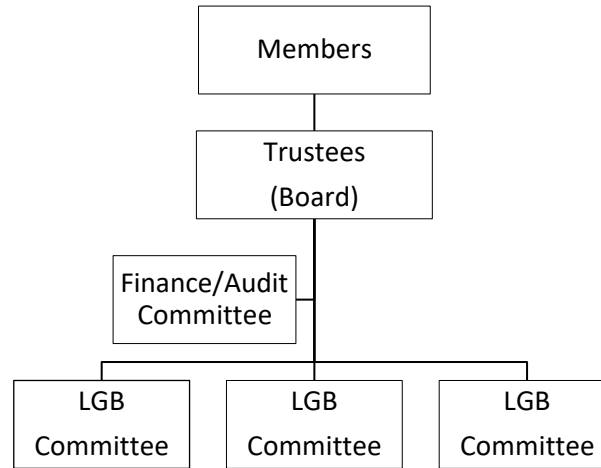 Members
Trustees
(Board)
Finance/Audit
Committee
LGB
Committee
LGB
Committee
LGB
Committee